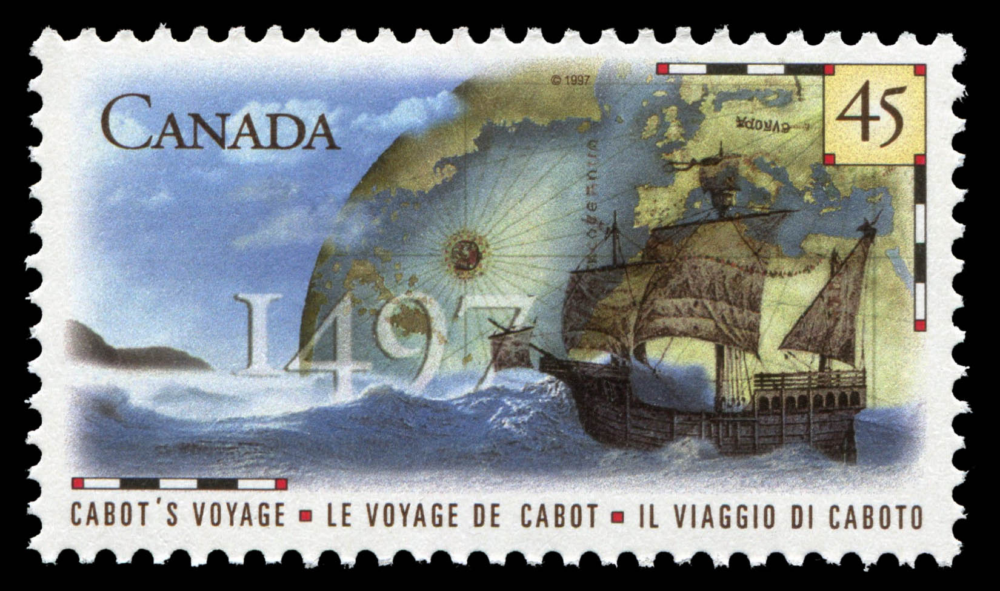 © 1997
CANADA
45
EVROPA
1497
CABOT'S VOYAGE ▪ LE VOYAGE DE CABOT ▪ IL VIAGGIO DI CABOTO